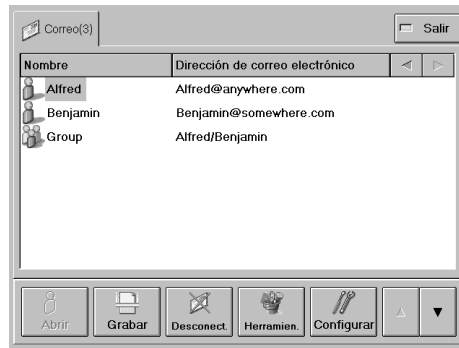 Correo(3)
Salir
Nombre Dirección de correo electrónico
Alfred Alfred@anywhere.com
Benjamin Benjamin@somewhere.com
Group Alfred/Benjamin
Abrir Grabar Desconect. Herramien. Configurar